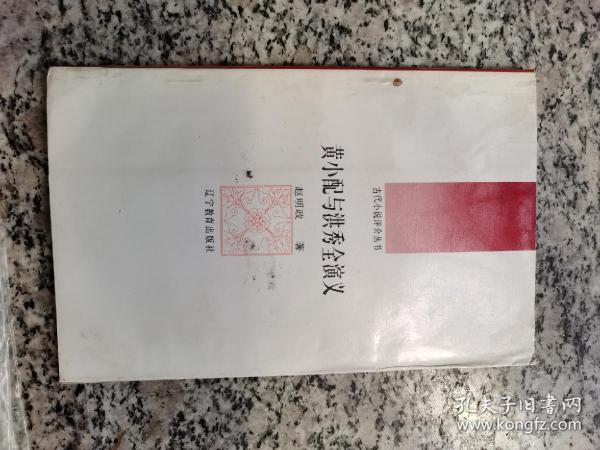 古代小说评介丛书
黄小配与洪秀全演义
赵明政 著
辽宁教育出版社
孔夫子旧书网
www.kongfz.com